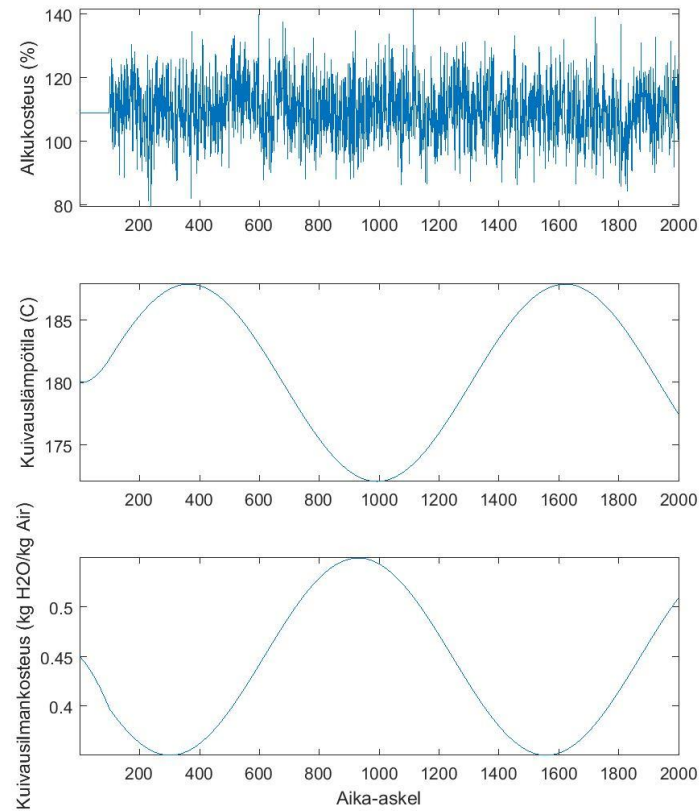 Alkukosteus (%)
140
120
100
80
200 400 600 800 1000 1200 1400 1600 1800 2000
Kuivauslämpötila (C)
185
180
175
200 400 600 800 1000 1200 1400 1600 1800 2000
Kuivausilmankosteus (kg H2O/kg Air)
0.5
0.45
0.4
200 400 600 800 1000 1200 1400 1600 1800 2000
Aika-askel